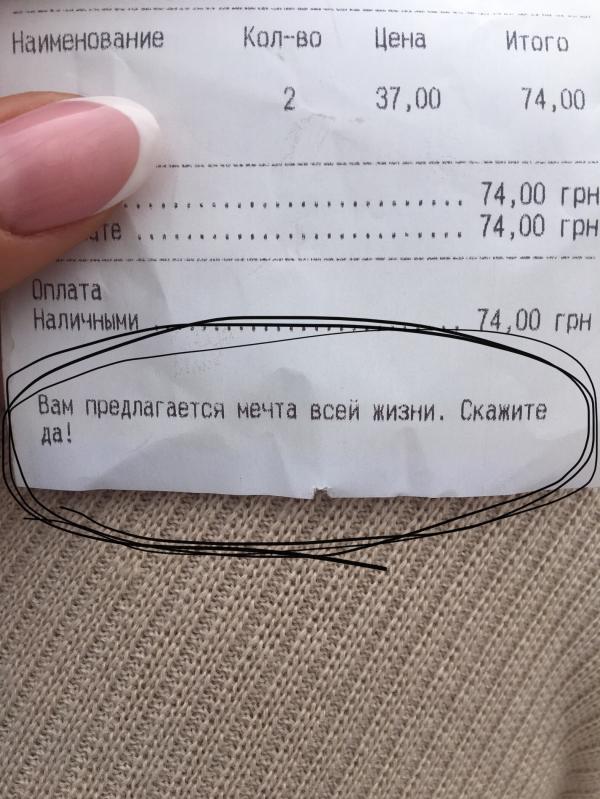 Наименование Кол-во Цена Итого
2 37,00 74,00
74,00 грн
74,00 грн
Оплата
Наличными 74,00 грн
Вам предлагается мечта всей жизни. Скажите
да!